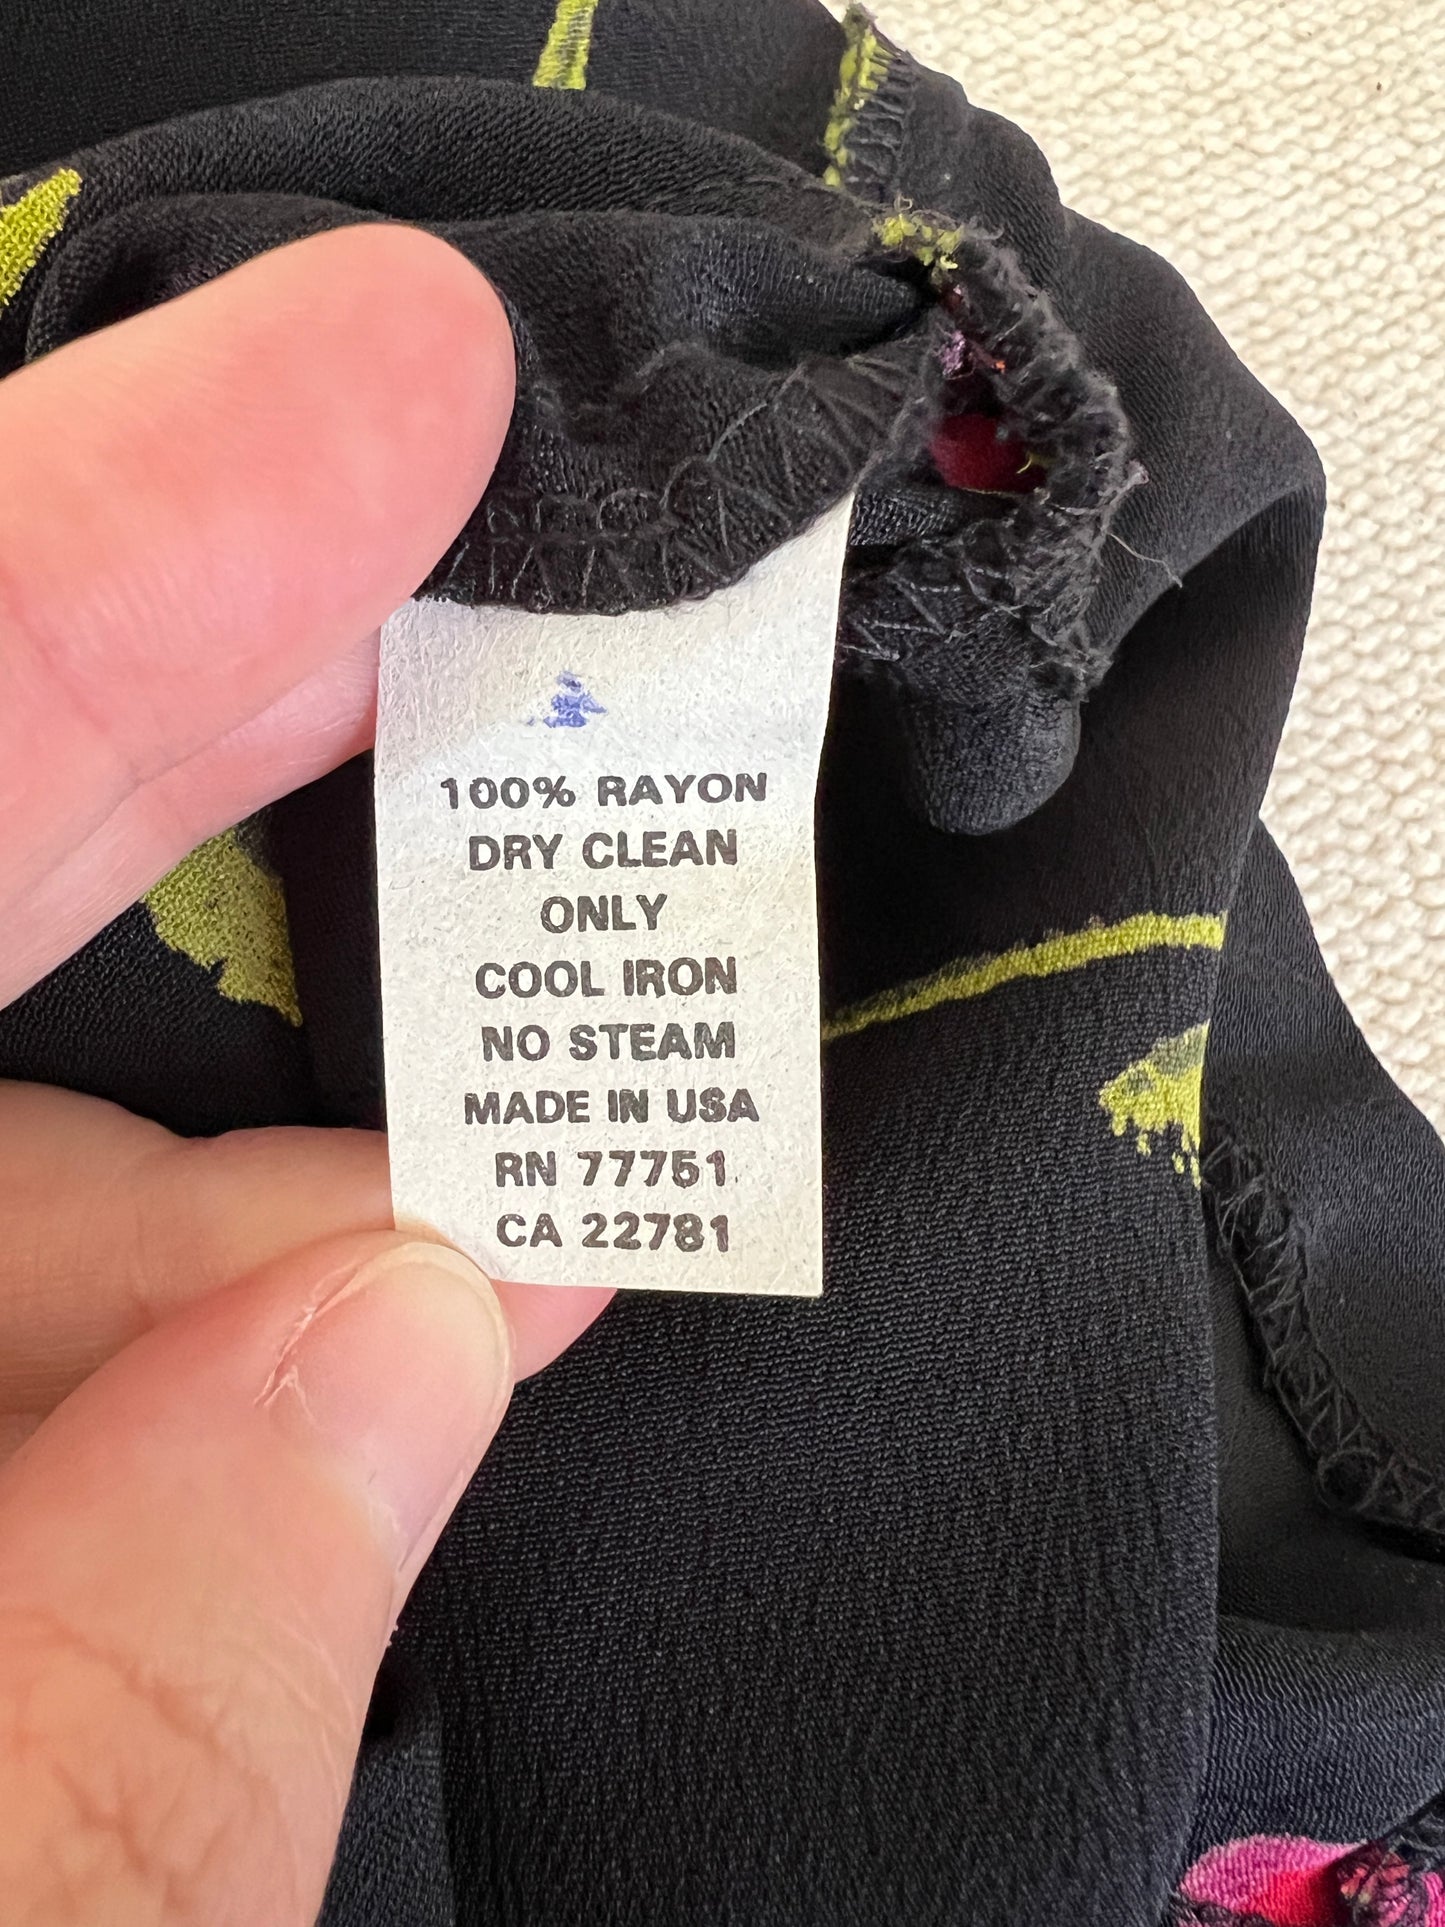 100% RAYON
DRY CLEAN
ONLY
COOL IRON
NO STEAM
MADE IN USA
RN 77751
CA 22781